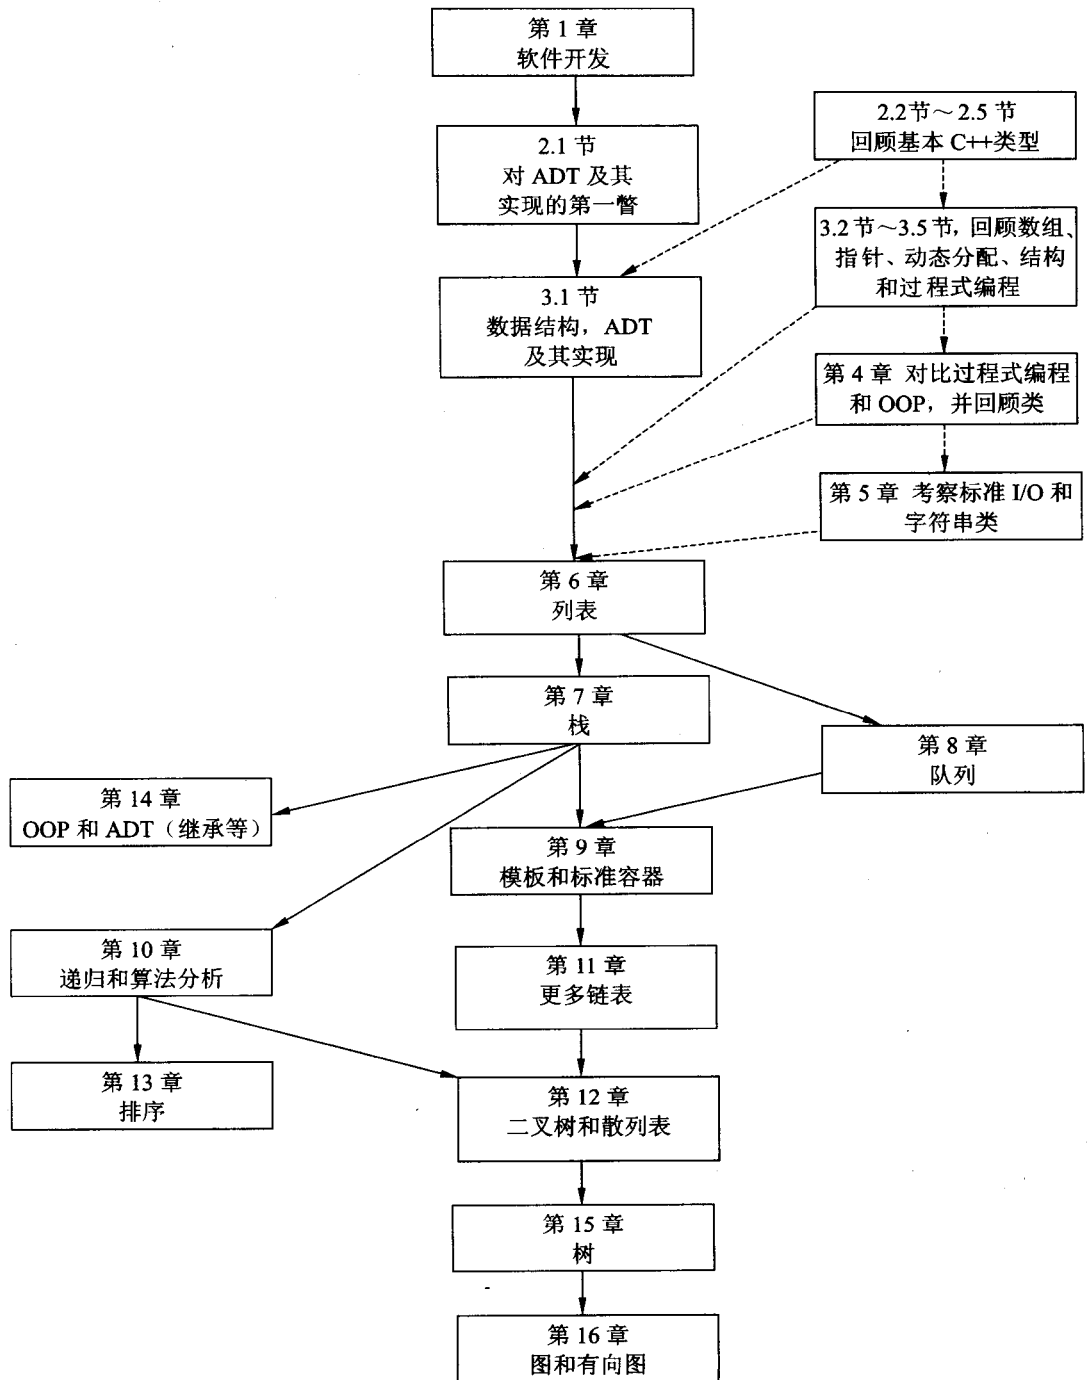 第 1 章
软件开发
2.2节～2.5 节
回顾基本 C++类型
2.1 节
对 ADT 及其
实现的第一瞥
3.2节～3.5节，回顾数组、
指针、动态分配、结构
和过程式编程
3.1 节
数据结构，ADT
及其实现
第 4 章 对比过程式编程
和 OOP，并回顾类
第 5 章 考察标准 I/O 和
字符串类
第 6 章
列表
第 7 章
栈
第 8 章
队列
第 14 章
OOP 和 ADT（继承等）
第 9 章
模板和标准容器
第 10 章
递归和算法分析
第 11 章
更多链表
第 13 章
排序
第 12 章
二叉树和散列表
第 15 章
树
第 16 章
图和有向图